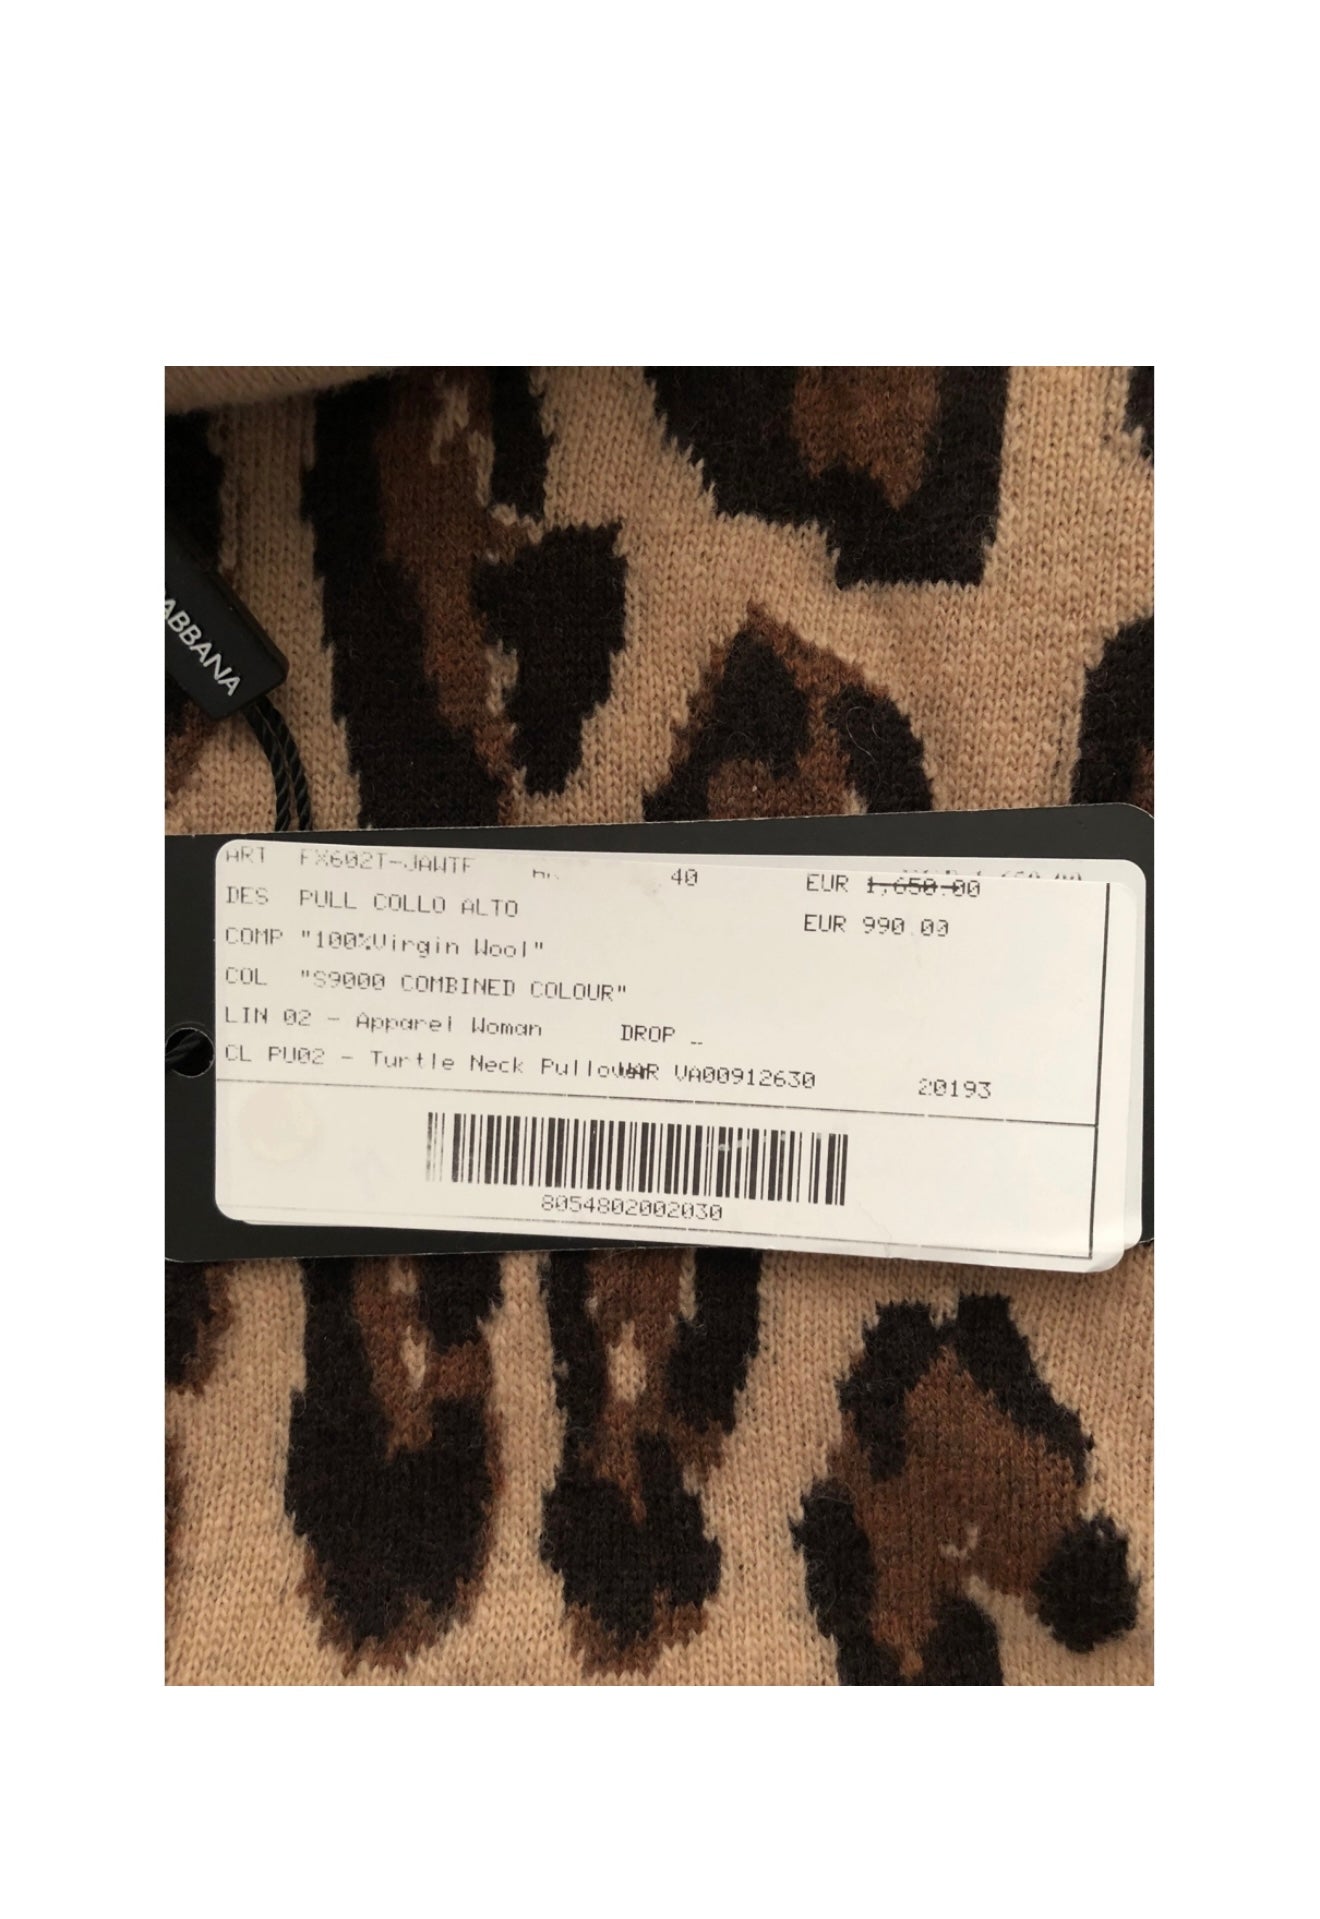 ABBANA
ART FX602T-JAWTF 40 EUR 1,650.00
DES PULL COLLO ALTO EUR 990.00
COMP "100%Virgin Wool"
COL "S9000 COMBINED COLOUR"
LIN 02 - Apparel Woman DROP _
CL PU02 - Turtle Neck Pullover VAR VA00912630 20193
8054802002030